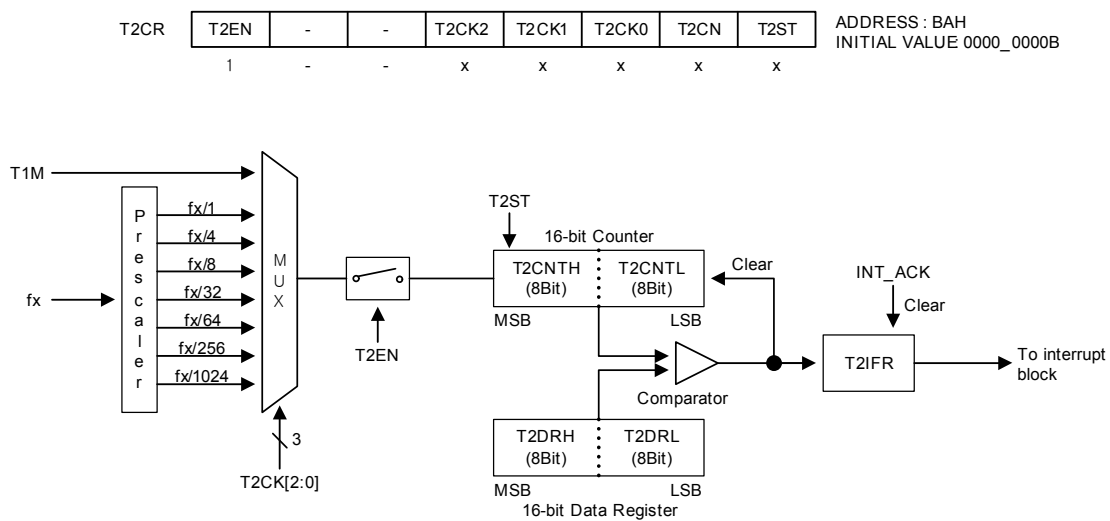 T2CR T2EN - - T2CK2 T2CK1 T2CK0 T2CN T2ST ADDRESS : BAH
INITIAL VALUE: 0000_0000B
1 - - x x x x x
T1M
Prescaler
fx/1
fx/4
fx/8
fx/32
fx/64
fx/256
fx/1024
fx
MUX
3
T2CK[2:0]
T2EN
T2ST
16-bit Counter
T2CNTH (8Bit)
T2CNTL (8Bit)
MSB LSB
Clear
Comparator
T2DRH (8Bit)
T2DRL (8Bit)
MSB LSB
16-bit Data Register
INT_ACK
Clear
T2IFR
To interrupt
block